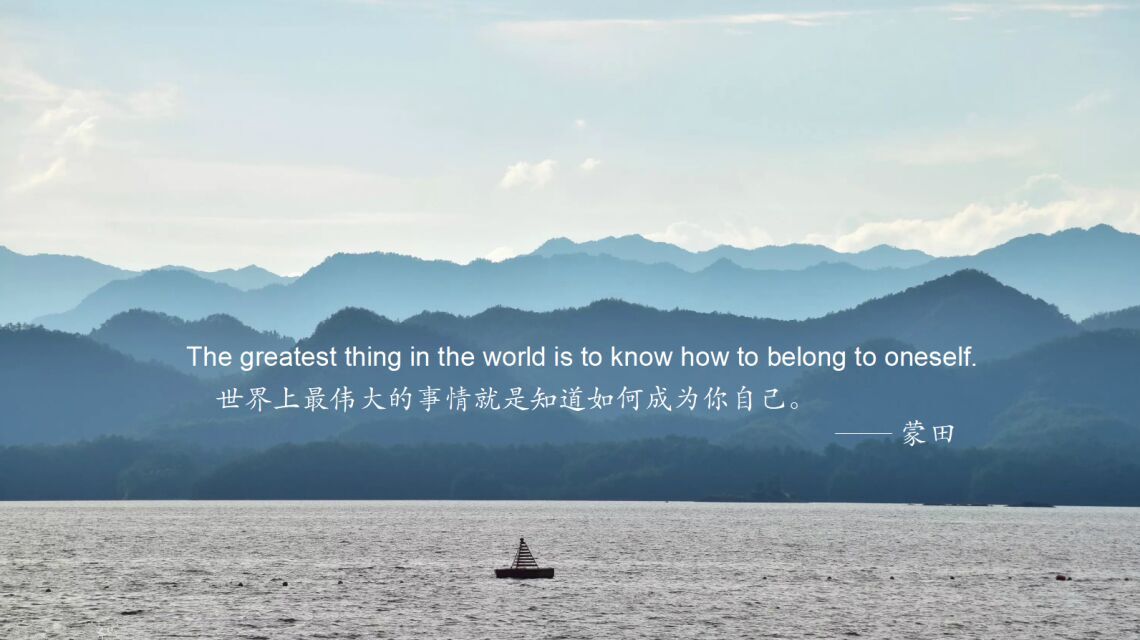 The greatest thing in the world is to know how to belong to oneself.
世界上最伟大的事情就是知道如何成为你自己。
—— 蒙田